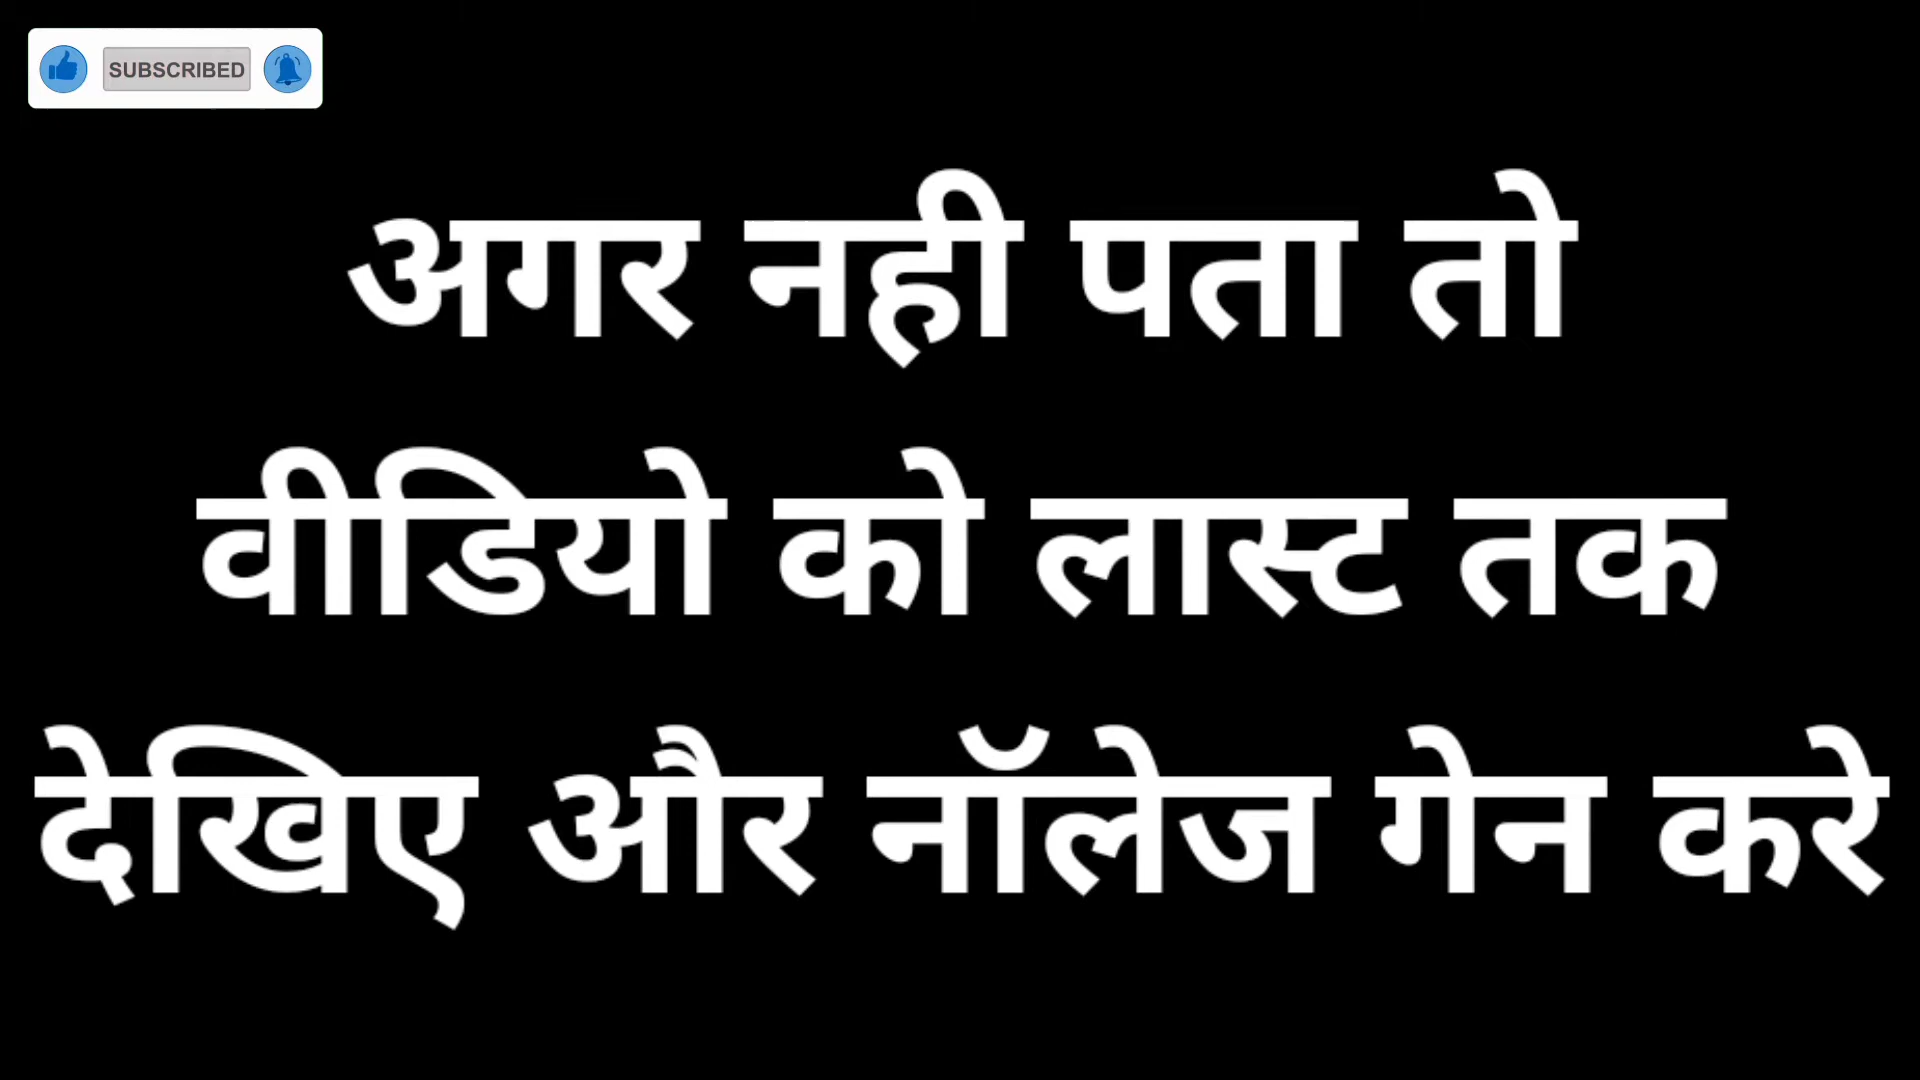 SUBSCRIBED
अगर नही पता तो
वीडियो को लास्ट तक
देखिए और नॉलेज गेन करे